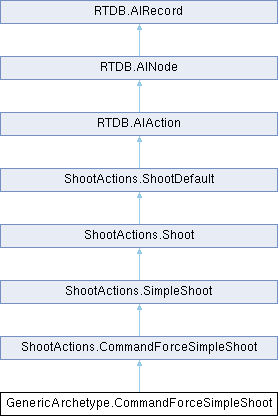 RTDB.AIRecord
RTDB.AINode
RTDB.AIAction
ShootActions.ShootDefault
ShootActions.Shoot
ShootActions.SimpleShoot
ShootActions.CommandForceSimpleShoot
GenericArchetype.CommandForceSimpleShoot